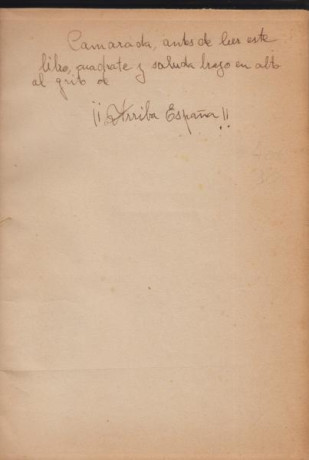 Camarada, antes de leer este
libro, cuadrate y saluda brazo en alto
al grito de
¡¡ Arriba España !!